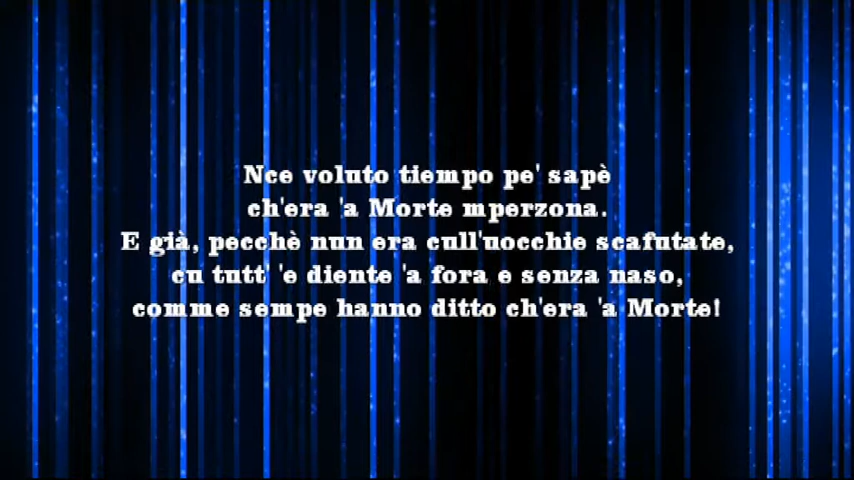 Nce voluto tiempo pe' sapè
ch'era 'a Morte mperzona.
E già, pecchè nun era cull'uocchie scafutate,
cu tutt' 'e diente 'a fora e senza naso,
comme sempe hanno ditto ch'era 'a Morte!